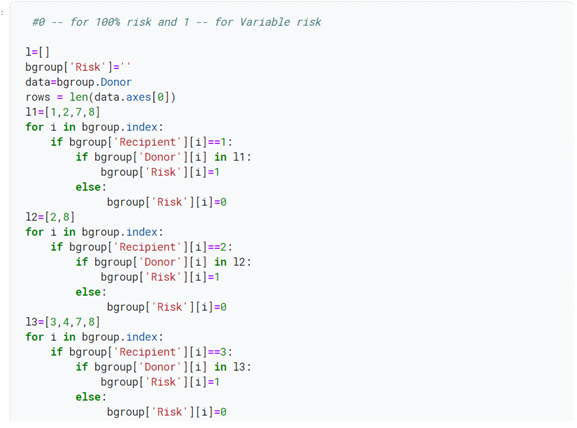 :
#0 -- for 100% risk and 1 -- for Variable risk
l=[]
bgroup['Risk']=''
data=bgroup.Donor
rows = len(data.axes[0])
l1=[1,2,7,8]
for i in bgroup.index:
    if bgroup['Recipient'][i]==1:
        if bgroup['Donor'][i] in l1:
            bgroup['Risk'][i]=1
        else:
             bgroup['Risk'][i]=0
l2=[2,8]
for i in bgroup.index:
    if bgroup['Recipient'][i]==2:
        if bgroup['Donor'][i] in l2:
            bgroup['Risk'][i]=1
        else:
             bgroup['Risk'][i]=0
l3=[3,4,7,8]
for i in bgroup.index:
    if bgroup['Recipient'][i]==3:
        if bgroup['Donor'][i] in l3:
            bgroup['Risk'][i]=1
        else:
             bgroup['Risk'][i]=0